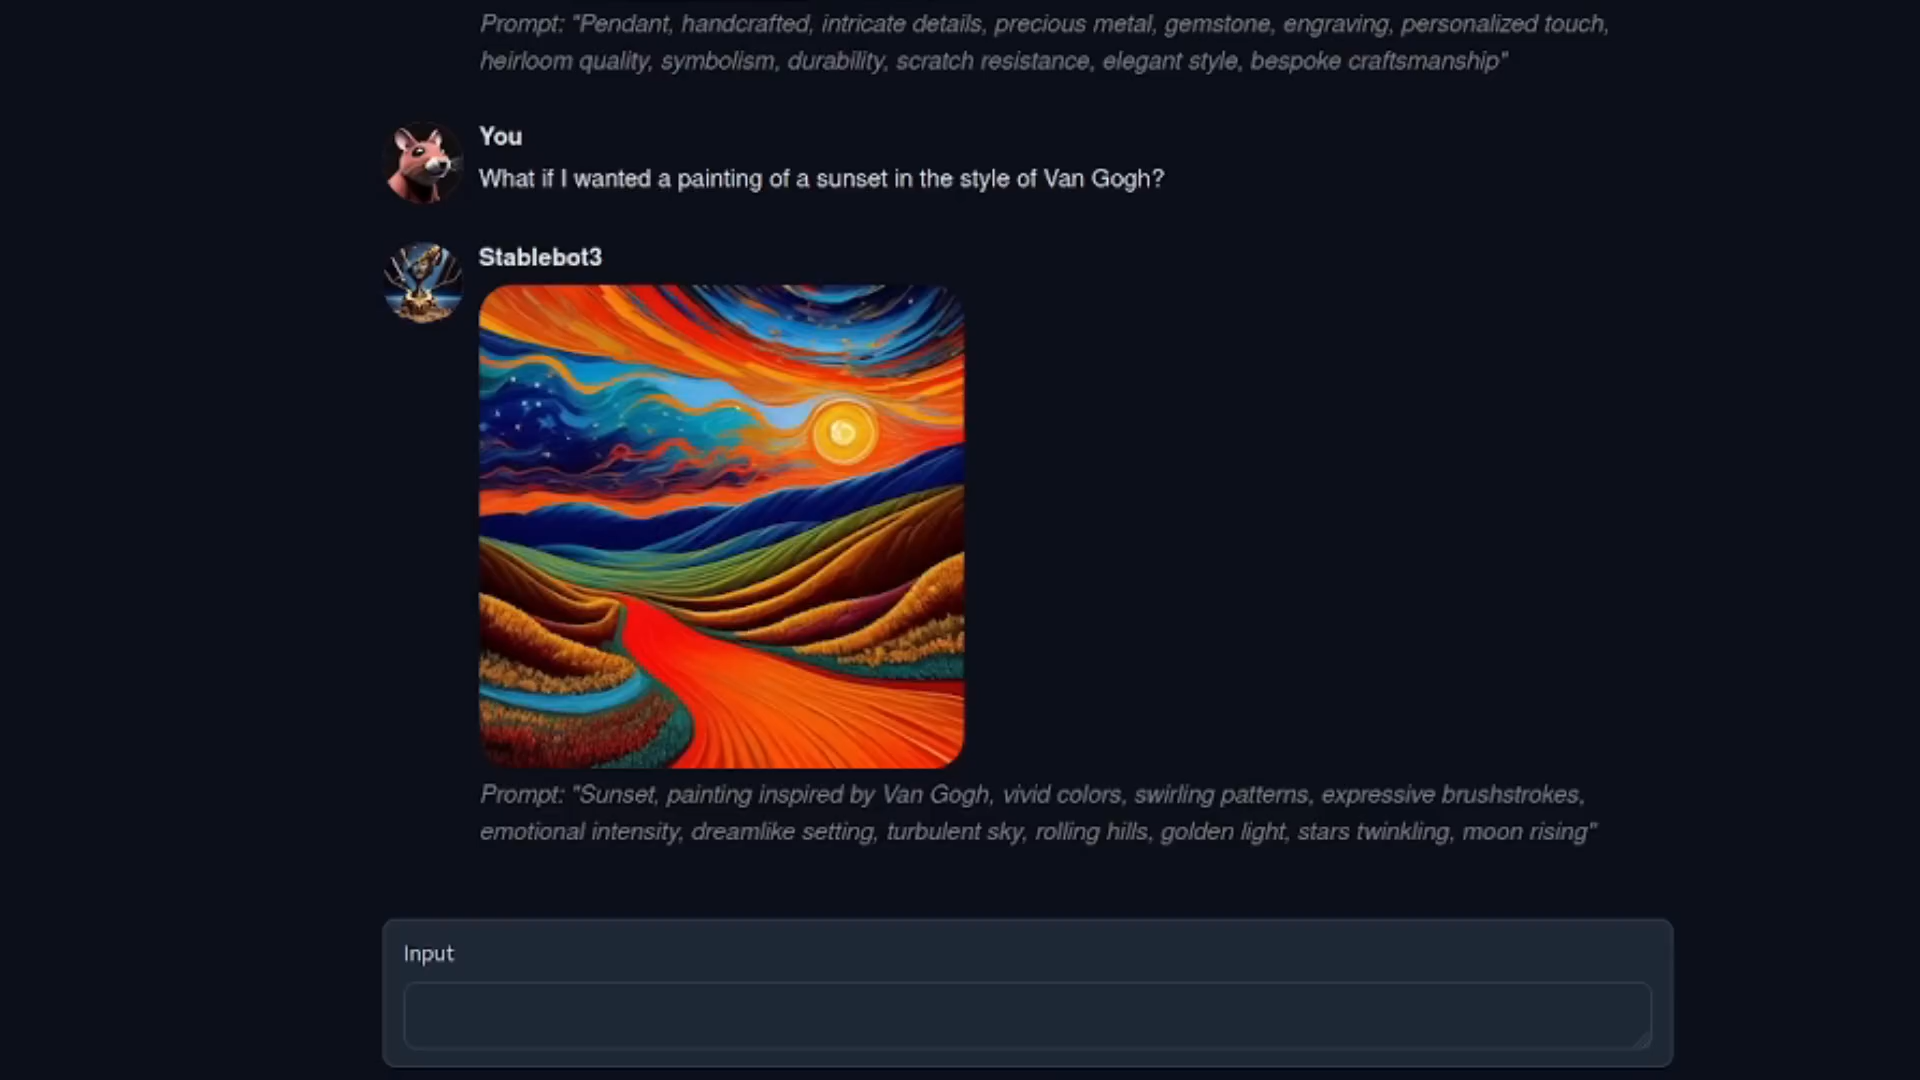 Prompt: "Pendant, handcrafted, intricate details, precious metal, gemstone, engraving, personalized touch,
heirloom quality, symbolism, durability, scratch resistance, elegant style, bespoke craftsmanship"
You
What if I wanted a painting of a sunset in the style of Van Gogh?
Stablebot3
Prompt: "Sunset, painting inspired by Van Gogh, vivid colors, swirling patterns, expressive brushstrokes,
emotional intensity, dreamlike setting, turbulent sky, rolling hills, golden light, stars twinkling, moon rising"
Input